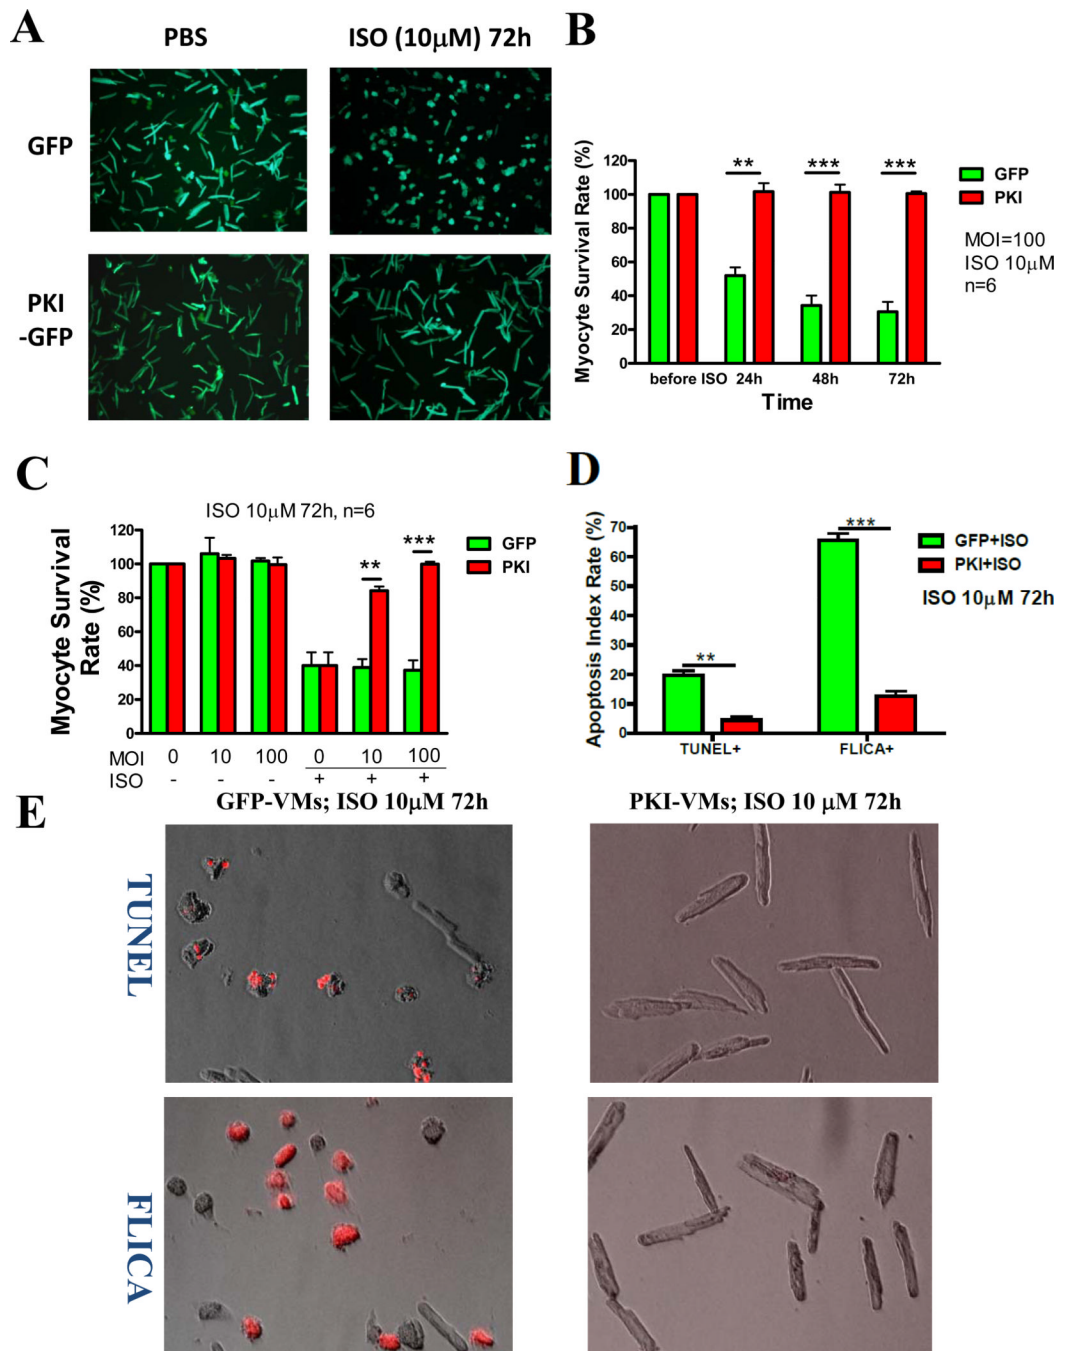 A
PBS
ISO (10μM) 72h
GFP
PKI
-GFP
B
Myocyte Survival Rate (%)
120
100
80
60
40
20
0
**
***
***
before ISO
24h
48h
72h
Time
GFP
PKI
MOI=100
ISO 10μM
n=6
C
ISO 10μM 72h, n=6
Myocyte Survival
Rate (%)
120
100
80
60
40
20
0
**
***
GFP
PKI
MOI 0 10 100 0 10 100
ISO - - - + + +
D
Apoptosis Index Rate (%)
70
60
50
40
30
20
10
0
**
***
TUNEL+
FLICA+
GFP+ISO
PKI+ISO
ISO 10μM 72h
E
GFP-VMs; ISO 10μM 72h
PKI-VMs; ISO 10 μM 72h
TUNEL
FLICA